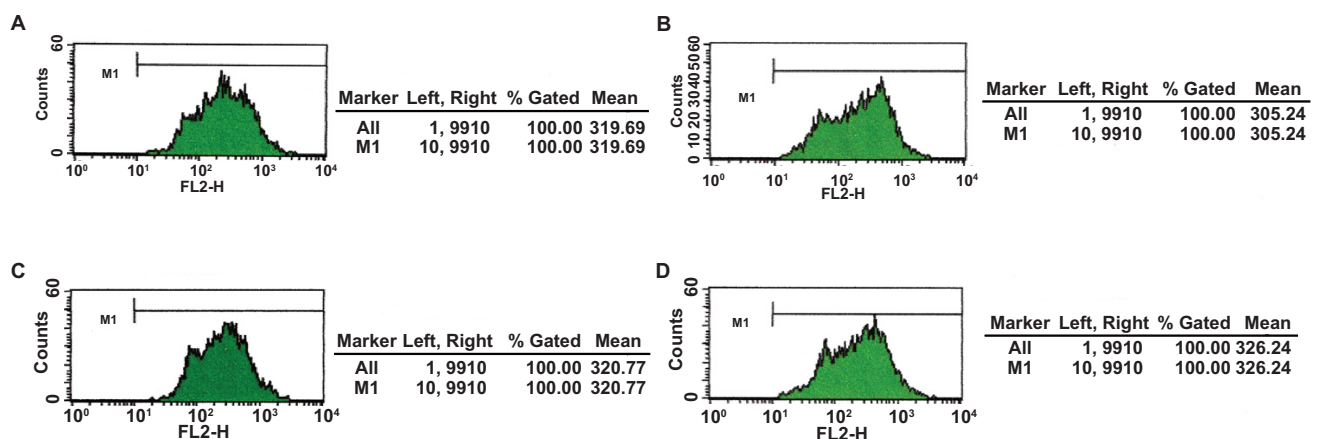 A
60
Counts
0
M1
10⁰ 10¹ 10² 10³ 10⁴
FL2-H
Marker Left, Right % Gated Mean
All 1, 9910 100.00 319.69
M1 10, 9910 100.00 319.69
B
0 10 20 30 40 50 60
Counts
M1
10⁰ 10¹ 10² 10³ 10⁴
FL2-H
Marker Left, Right % Gated Mean
All 1, 9910 100.00 305.24
M1 10, 9910 100.00 305.24
C
60
Counts
0
M1
10⁰ 10¹ 10² 10³ 10⁴
FL2-H
Marker Left, Right % Gated Mean
All 1, 9910 100.00 320.77
M1 10, 9910 100.00 320.77
D
60
Counts
0
M1
10⁰ 10¹ 10² 10³ 10⁴
FL2-H
Marker Left, Right % Gated Mean
All 1, 9910 100.00 326.24
M1 10, 9910 100.00 326.24